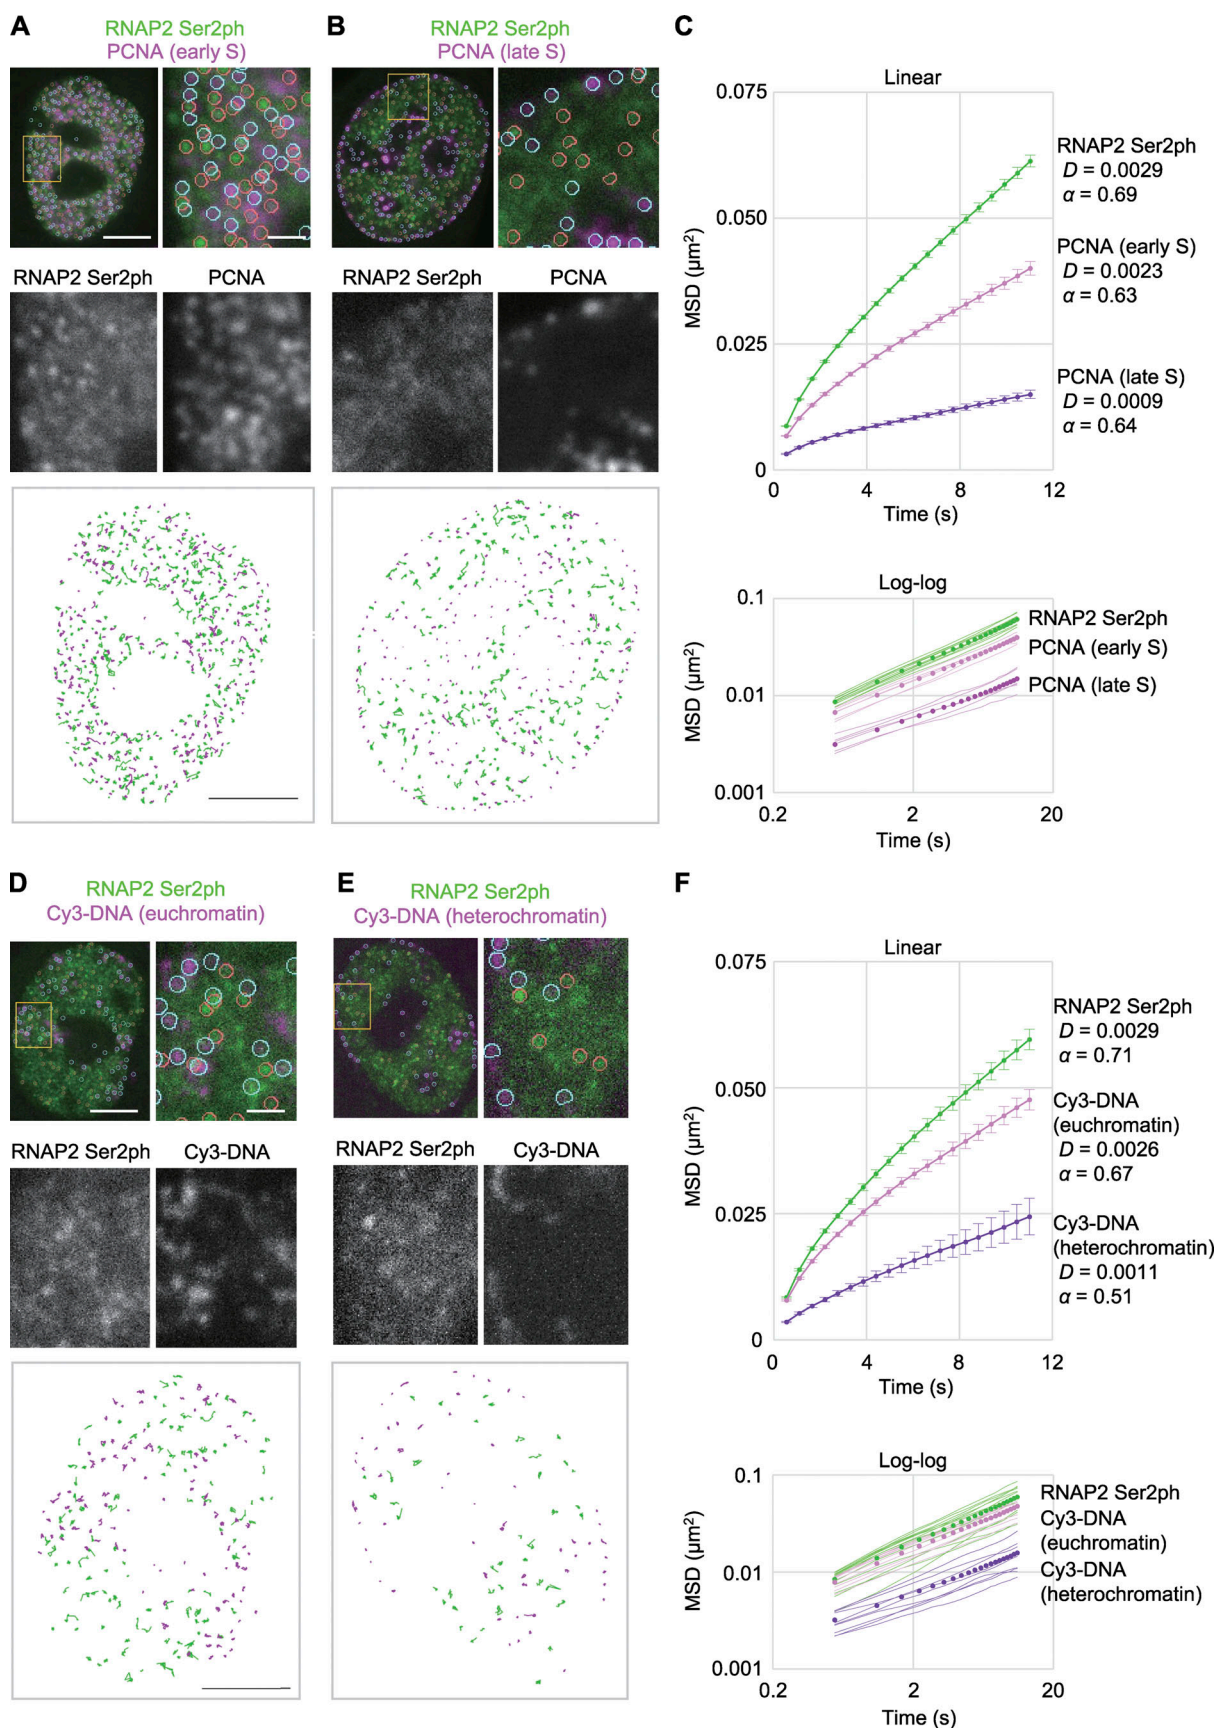 A
RNAP2 Ser2ph
PCNA (early S)
RNAP2 Ser2ph
PCNA
B
RNAP2 Ser2ph
PCNA (late S)
RNAP2 Ser2ph
PCNA
C
Linear
0.075
0.050
0.025
0
MSD (µm²)
0
4
8
12
Time (s)
RNAP2 Ser2ph
D = 0.0029
α = 0.69
PCNA (early S)
D = 0.0023
α = 0.63
PCNA (late S)
D = 0.0009
α = 0.64
Log-log
0.1
0.01
0.001
MSD (µm²)
0.2
2
20
Time (s)
RNAP2 Ser2ph
PCNA (early S)
PCNA (late S)
D
RNAP2 Ser2ph
Cy3-DNA (euchromatin)
RNAP2 Ser2ph
Cy3-DNA
E
RNAP2 Ser2ph
Cy3-DNA (heterochromatin)
RNAP2 Ser2ph
Cy3-DNA
F
Linear
0.075
0.050
0.025
0
MSD (µm²)
0
4
8
12
Time (s)
RNAP2 Ser2ph
D = 0.0029
α = 0.71
Cy3-DNA
(euchromatin)
D = 0.0026
α = 0.67
Cy3-DNA
(heterochromatin)
D = 0.0011
α = 0.51
Log-log
0.1
0.01
0.001
MSD (µm²)
0.2
2
20
Time (s)
RNAP2 Ser2ph
Cy3-DNA
(euchromatin)
Cy3-DNA
(heterochromatin)